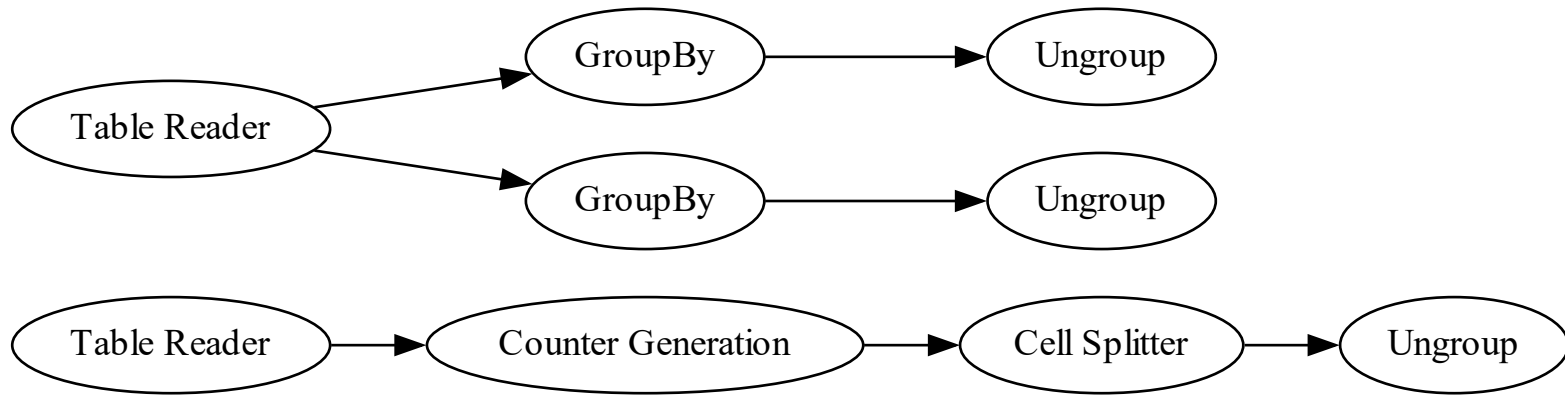 GroupBy
Ungroup
Table Reader
GroupBy
Ungroup
Table Reader
Counter Generation
Cell Splitter
Ungroup